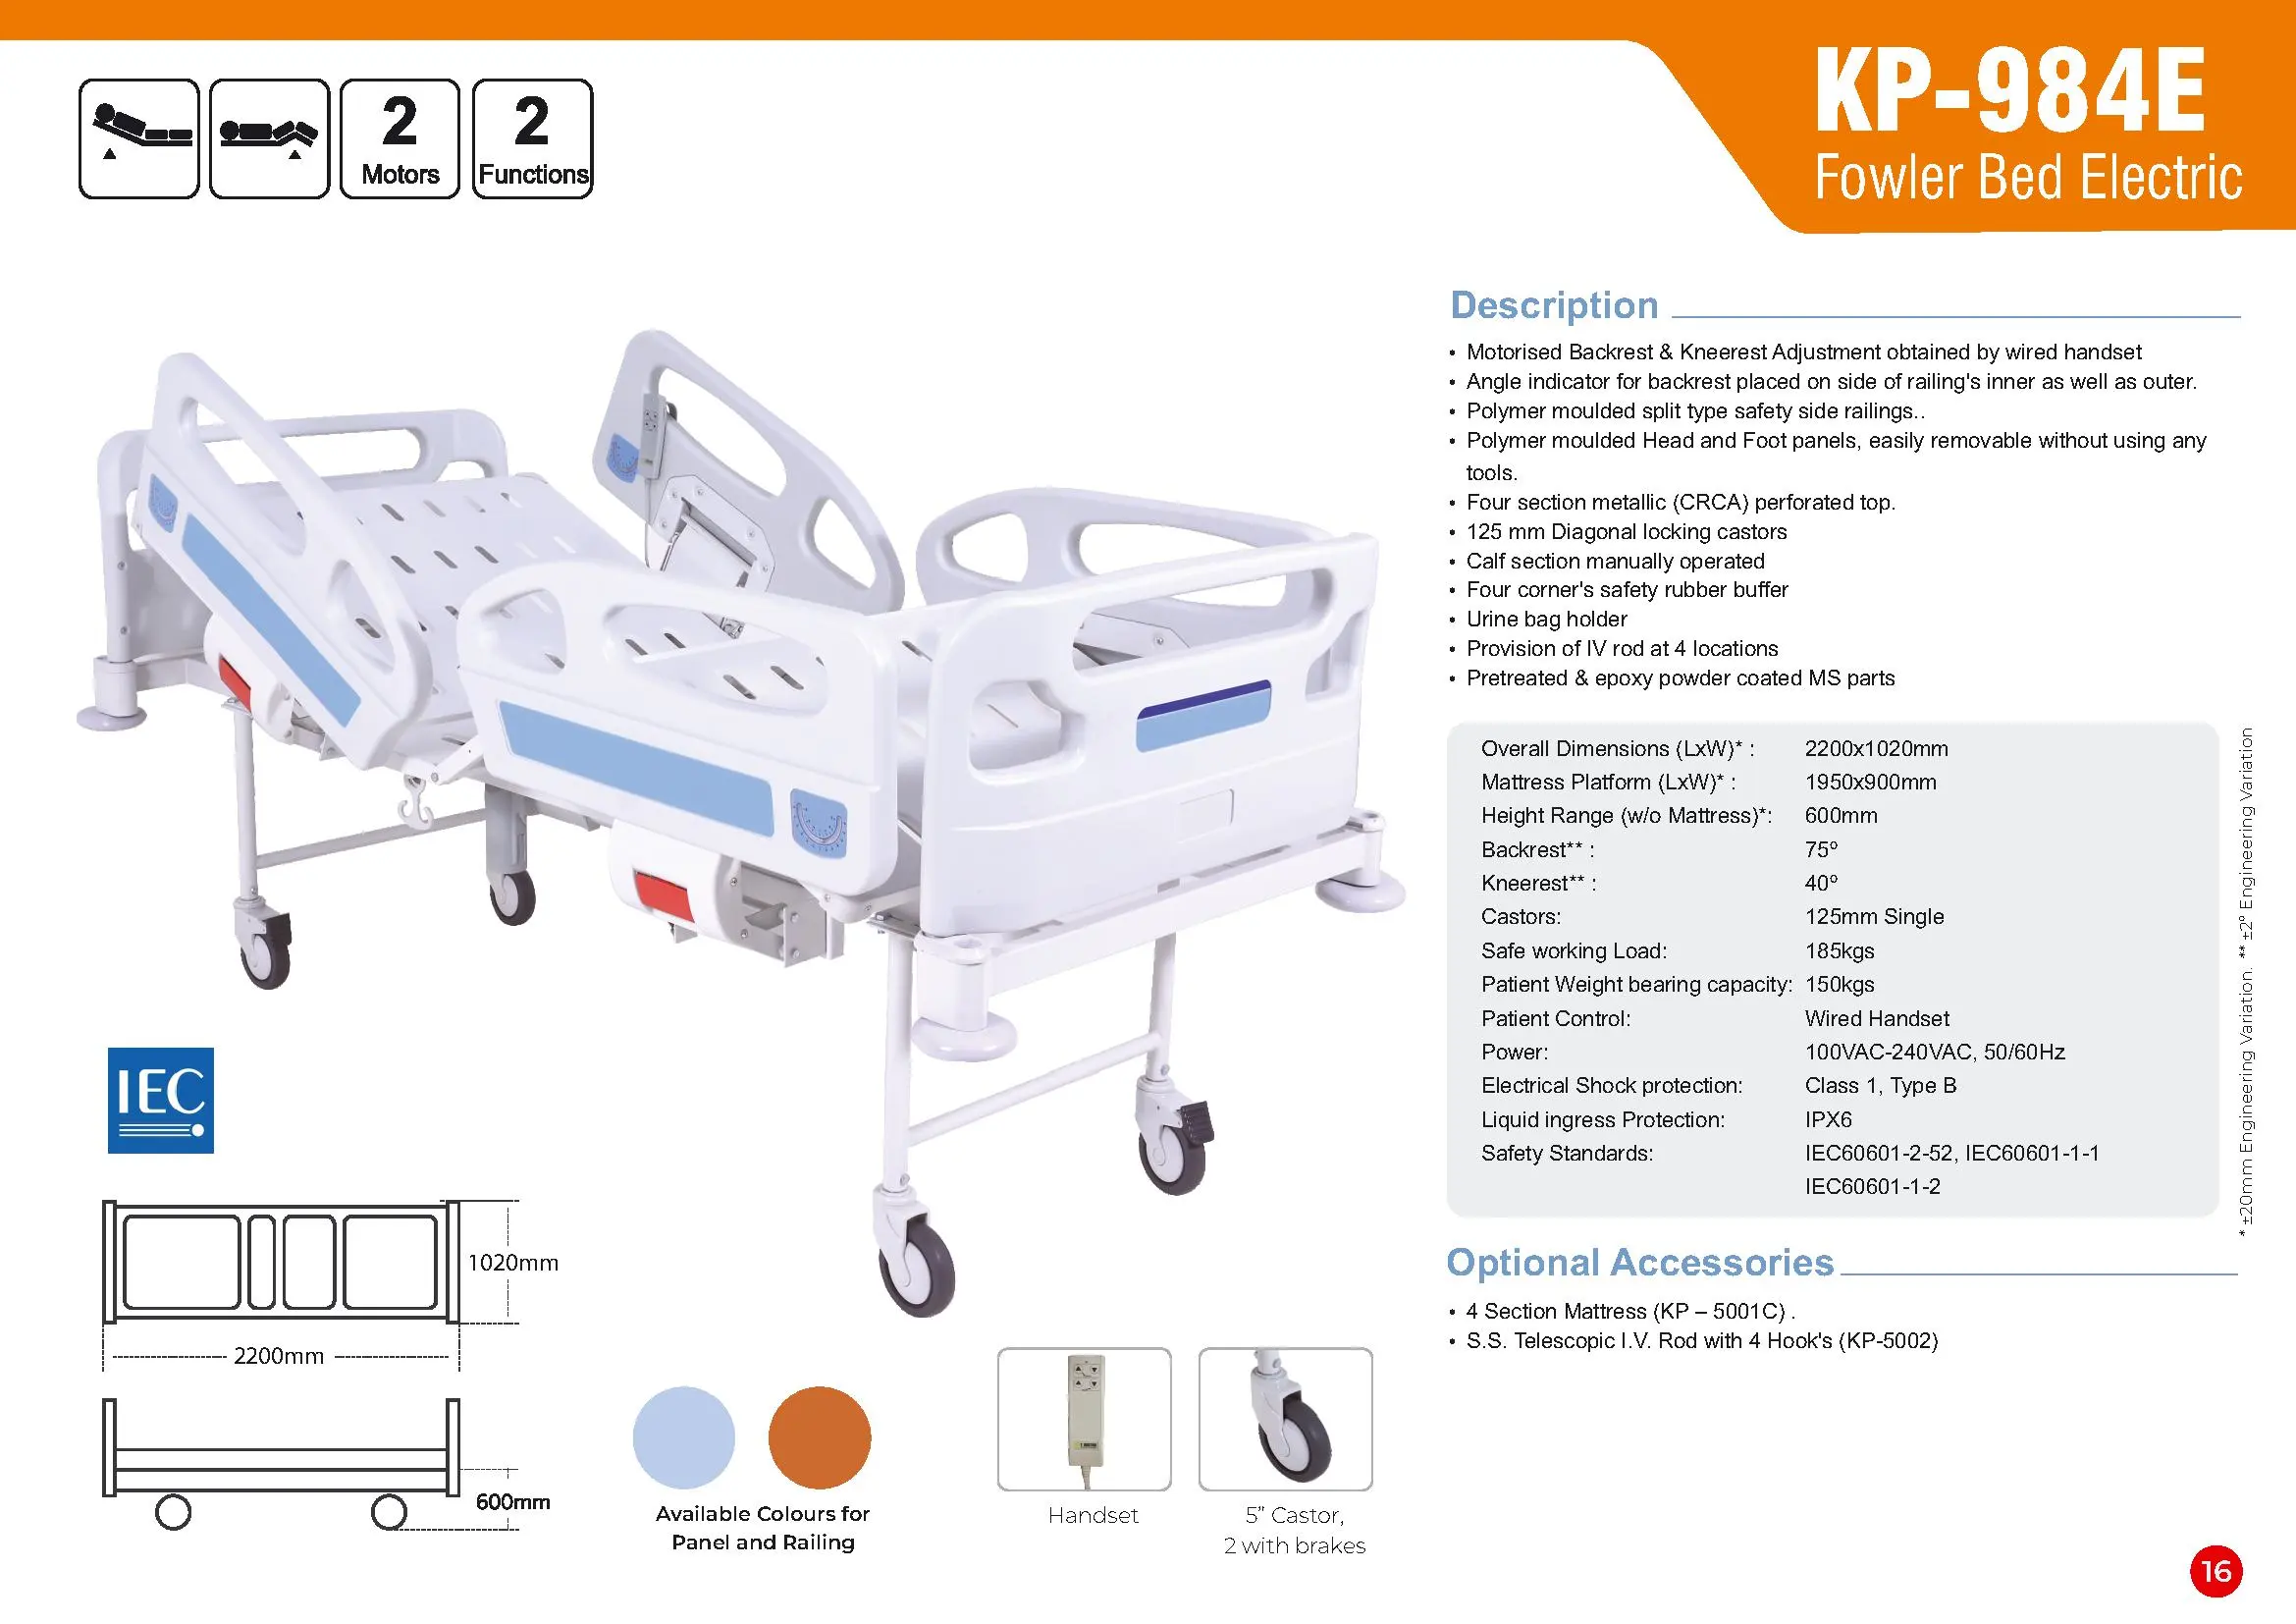 2
Motors
2
Functions
KP-984E
Fowler Bed Electric
Description
• Motorised Backrest & Kneerest Adjustment obtained by wired handset
• Angle indicator for backrest placed on side of railing's inner as well as outer.
• Polymer moulded split type safety side railings..
• Polymer moulded Head and Foot panels, easily removable without using any
tools.
• Four section metallic (CRCA) perforated top.
• 125 mm Diagonal locking castors
• Calf section manually operated
• Four corner's safety rubber buffer
• Urine bag holder
• Provision of IV rod at 4 locations
• Pretreated & epoxy powder coated MS parts
Overall Dimensions (LxW)* : 2200x1020mm
Mattress Platform (LxW)* : 1950x900mm
Height Range (w/o Mattress)*: 600mm
Backrest** : 75º
Kneerest** : 40º
Castors: 125mm Single
Safe working Load: 185kgs
Patient Weight bearing capacity: 150kgs
Patient Control: Wired Handset
Power: 100VAC-240VAC, 50/60Hz
Electrical Shock protection: Class 1, Type B
Liquid ingress Protection: IPX6
Safety Standards: IEC60601-2-52, IEC60601-1-1
IEC60601-1-2
* ±20mm Engineering Variation. ** ±2º Engineering Variation
Optional Accessories
• 4 Section Mattress (KP – 5001C) .
• S.S. Telescopic I.V. Rod with 4 Hook's (KP-5002)
IEC
1020mm
2200mm
600mm
Available Colours for
Panel and Railing
Handset
5” Castor,
2 with brakes
16